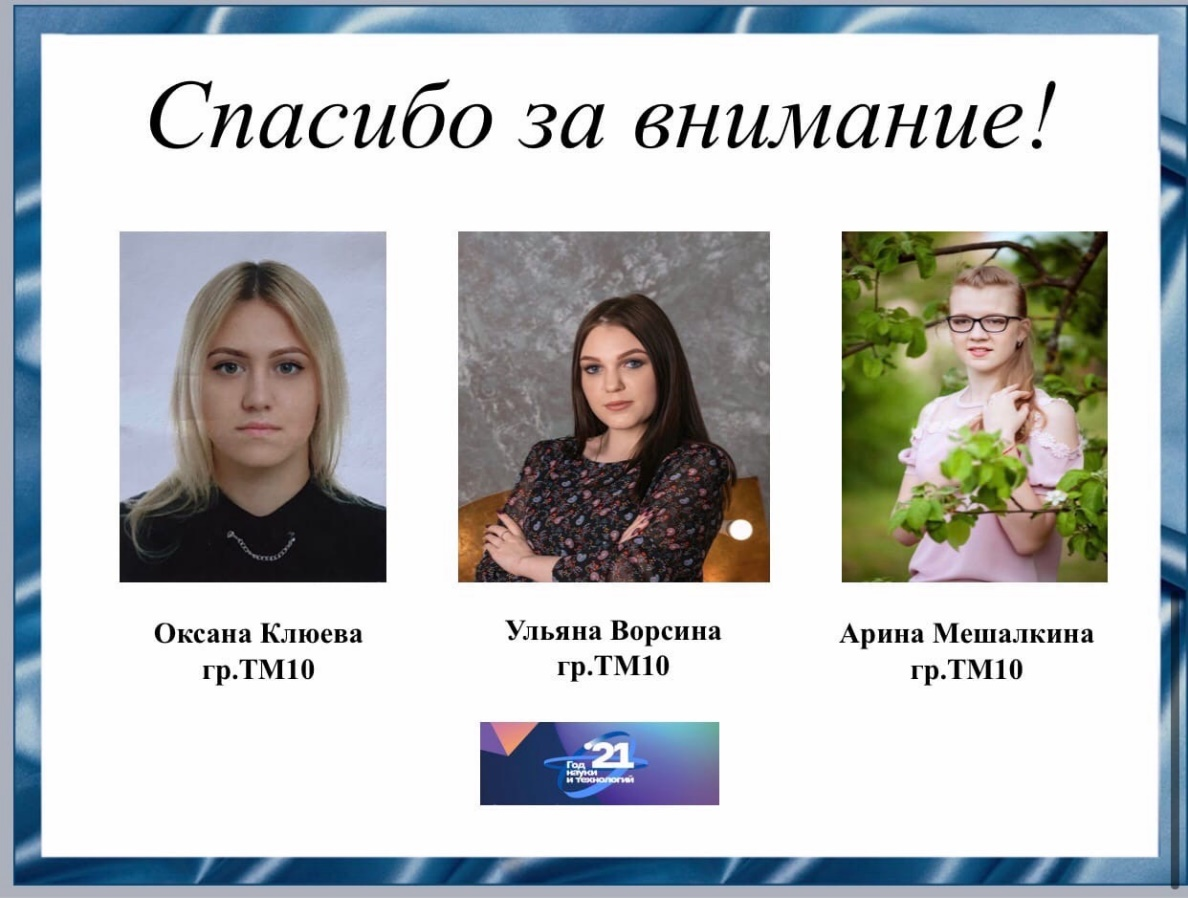 Спасибо за внимание!
Оксана Клюева
гр.ТМ10
Ульяна Ворсина
гр.ТМ10
Арина Мешалкина
гр.ТМ10
'21
Год
науки
и технологий